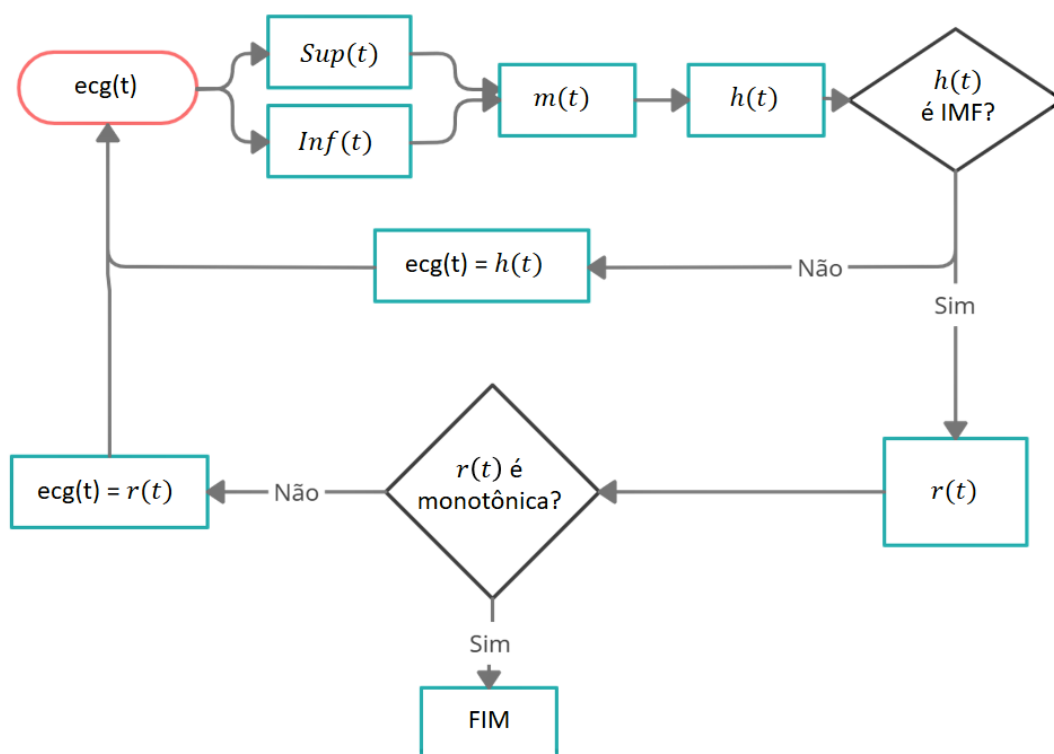 ecg(t)
Sup(t)
Inf(t)
m(t)
h(t)
h(t)
é IMF?
ecg(t) = h(t)
Não
Sim
ecg(t) = r(t)
Não
r(t) é
monotônica?
r(t)
Sim
FIM